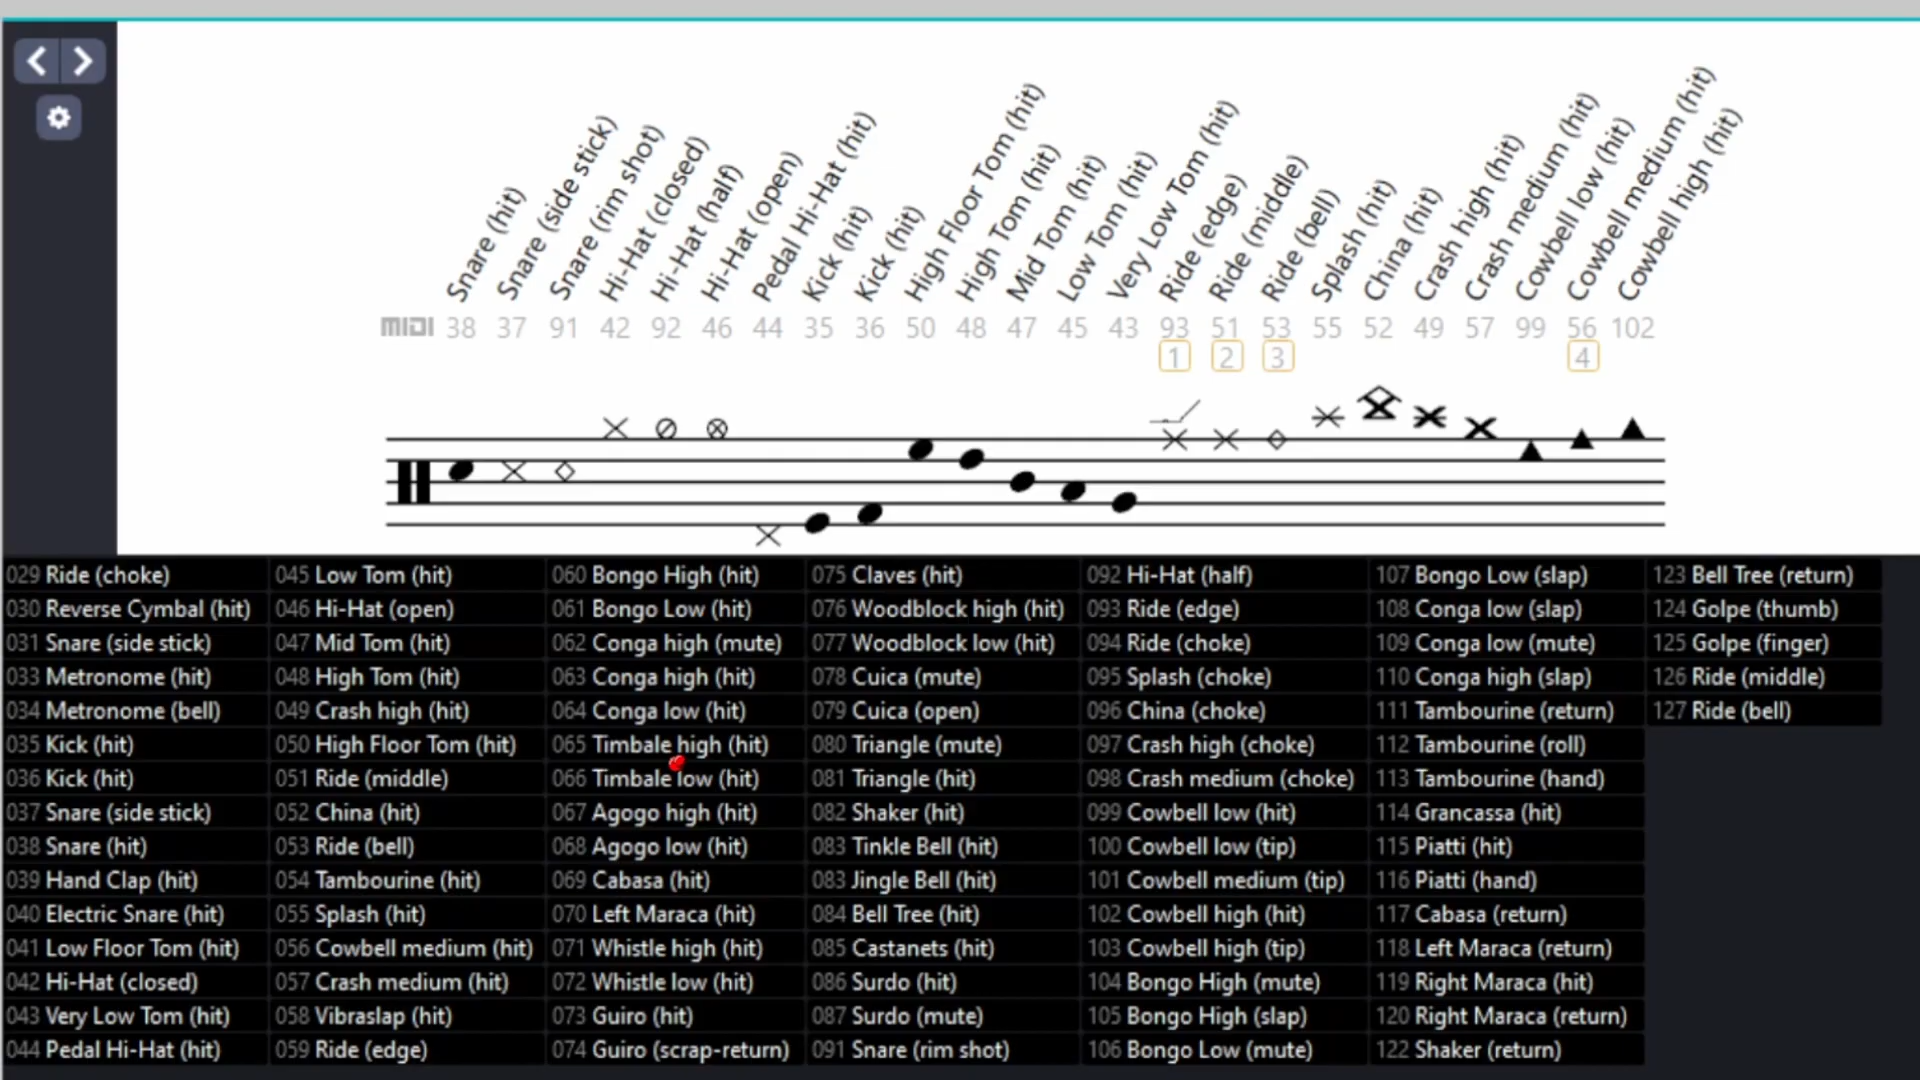 Snare (hit)
Snare (side stick)
Snare (rim shot)
Hi-Hat (closed)
Hi-Hat (half)
Hi-Hat (open)
Pedal Hi-Hat (hit)
Kick (hit)
Kick (hit)
High Floor Tom (hit)
High Tom (hit)
Mid Tom (hit)
Low Tom (hit)
Very Low Tom (hit)
Ride (edge)
Ride (middle)
Ride (bell)
Splash (hit)
China (hit)
Crash high (hit)
Crash medium (hit)
Cowbell low (hit)
Cowbell medium (hit)
Cowbell high (hit)
MIDI 38 37 91 42 92 46 44 35 36 50 48 47 45 43 93 51 53 55 52 49 57 99 56 102
1 2 3 4
029 Ride (choke)
030 Reverse Cymbal (hit)
031 Snare (side stick)
033 Metronome (hit)
034 Metronome (bell)
035 Kick (hit)
036 Kick (hit)
037 Snare (side stick)
038 Snare (hit)
039 Hand Clap (hit)
040 Electric Snare (hit)
041 Low Floor Tom (hit)
042 Hi-Hat (closed)
043 Very Low Tom (hit)
044 Pedal Hi-Hat (hit)
045 Low Tom (hit)
046 Hi-Hat (open)
047 Mid Tom (hit)
048 High Tom (hit)
049 Crash high (hit)
050 High Floor Tom (hit)
051 Ride (middle)
052 China (hit)
053 Ride (bell)
054 Tambourine (hit)
055 Splash (hit)
056 Cowbell medium (hit)
057 Crash medium (hit)
058 Vibraslap (hit)
059 Ride (edge)
060 Bongo High (hit)
061 Bongo Low (hit)
062 Conga high (mute)
063 Conga high (hit)
064 Conga low (hit)
065 Timbale high (hit)
066 Timbale low (hit)
067 Agogo high (hit)
068 Agogo low (hit)
069 Cabasa (hit)
070 Left Maraca (hit)
071 Whistle high (hit)
072 Whistle low (hit)
073 Guiro (hit)
074 Guiro (scrap-return)
075 Claves (hit)
076 Woodblock high (hit)
077 Woodblock low (hit)
078 Cuica (mute)
079 Cuica (open)
080 Triangle (mute)
081 Triangle (hit)
082 Shaker (hit)
083 Tinkle Bell (hit)
083 Jingle Bell (hit)
084 Bell Tree (hit)
085 Castanets (hit)
086 Surdo (hit)
087 Surdo (mute)
091 Snare (rim shot)
092 Hi-Hat (half)
093 Ride (edge)
094 Ride (choke)
095 Splash (choke)
096 China (choke)
097 Crash high (choke)
098 Crash medium (choke)
099 Cowbell low (hit)
100 Cowbell low (tip)
101 Cowbell medium (tip)
102 Cowbell high (hit)
103 Cowbell high (tip)
104 Bongo High (mute)
105 Bongo High (slap)
106 Bongo Low (mute)
107 Bongo Low (slap)
108 Conga low (slap)
109 Conga low (mute)
110 Conga high (slap)
111 Tambourine (return)
112 Tambourine (roll)
113 Tambourine (hand)
114 Grancassa (hit)
115 Piatti (hit)
116 Piatti (hand)
117 Cabasa (return)
118 Left Maraca (return)
119 Right Maraca (hit)
120 Right Maraca (return)
122 Shaker (return)
123 Bell Tree (return)
124 Golpe (thumb)
125 Golpe (finger)
126 Ride (middle)
127 Ride (bell)